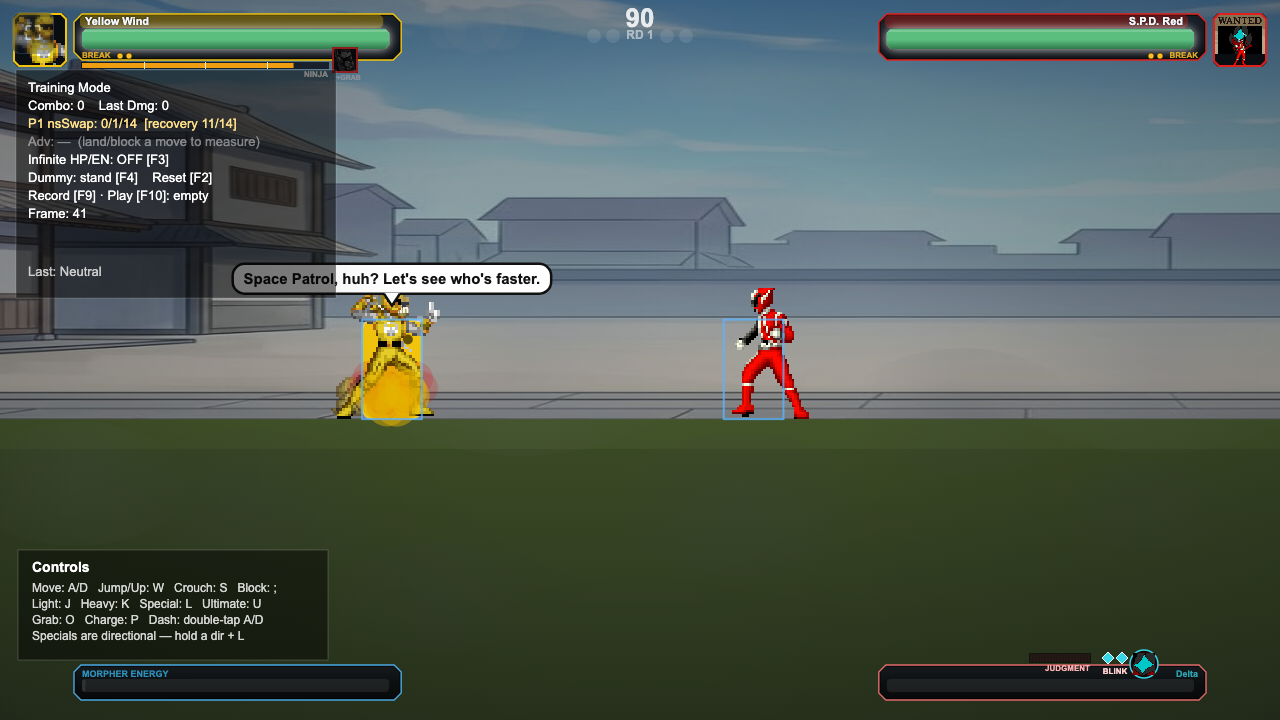 Yellow Wind
90
RD 1
S.P.D. Red
WANTED
BREAK
BREAK
NINJA
+GRAB
Training Mode
Combo: 0 Last Dmg: 0
P1 nsSwap: 0/1/14 [recovery 11/14]
Adv: — (land/block a move to measure)
Infinite HP/EN: OFF [F3]
Dummy: stand [F4] Reset [F2]
Record [F9] · Play [F10]: empty
Frame: 41
Last: Neutral
Space Patrol, huh? Let's see who's faster.
Controls
Move: A/D Jump/Up: W Crouch: S Block: ;
Light: J Heavy: K Special: L Ultimate: U
Grab: O Charge: P Dash: double-tap A/D
Specials are directional — hold a dir + L
MORPHER ENERGY
JUDGMENT
BLINK
Delta